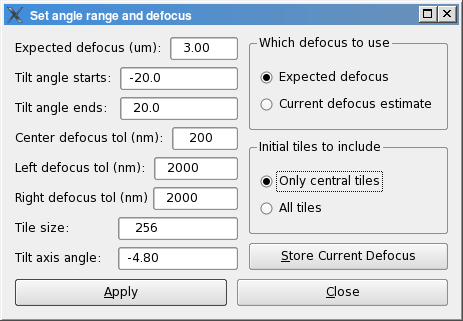 Set angle range and defocus
Expected defocus (um): 3.00
Tilt angle starts: -20.0
Tilt angle ends: 20.0
Center defocus tol (nm): 200
Left defocus tol (nm): 2000
Right defocus tol (nm) 2000
Tile size: 256
Tilt axis angle: -4.80
Which defocus to use
Expected defocus
Current defocus estimate
Initial tiles to include
Only central tiles
All tiles
Store Current Defocus
Apply
Close